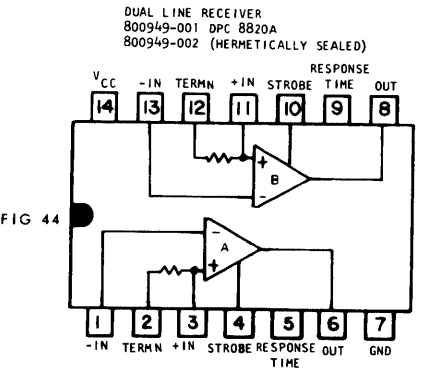 DUAL LINE RECEIVER
800949-001 DPC 8820A
800949-002 (HERMETICALLY SEALED)
VCC -IN TERMN +IN STROBE RESPONSE TIME OUT
14 13 12 11 10 9 8
+
B
-
FIG 44
-
A
+
1 2 3 4 5 6 7
-IN TERMN +IN STROBE RESPONSE TIME OUT GND